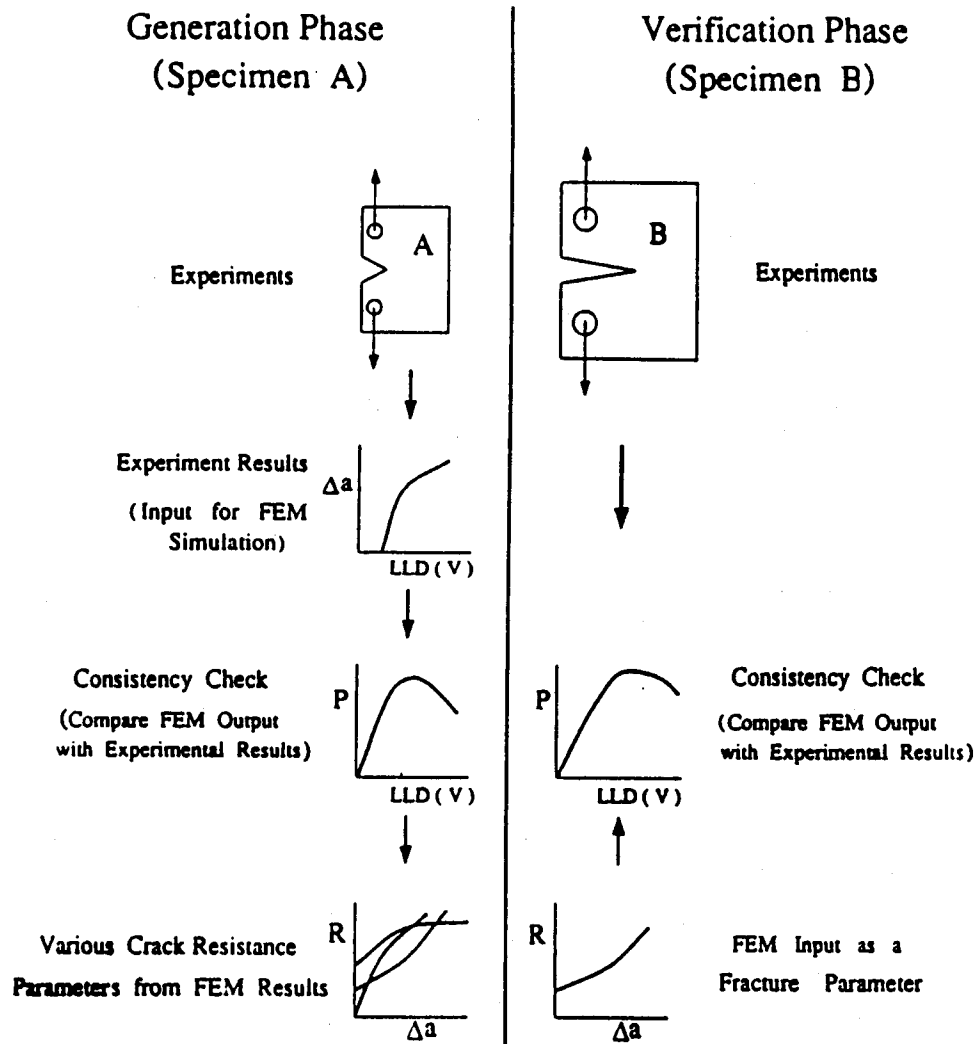 Generation Phase
(Specimen A)
A
Experiments
Experiment Results
(Input for FEM
Simulation)
Δa
LLD(V)
Consistency Check
(Compare FEM Output
with Experimental Results)
P
LLD(V)
Various Crack Resistance
Parameters from FEM Results
R
Δa
Verification Phase
(Specimen B)
B
Experiments
P
LLD(V)
Consistency Check
(Compare FEM Output
with Experimental Results)
R
Δa
FEM Input as a
Fracture Parameter